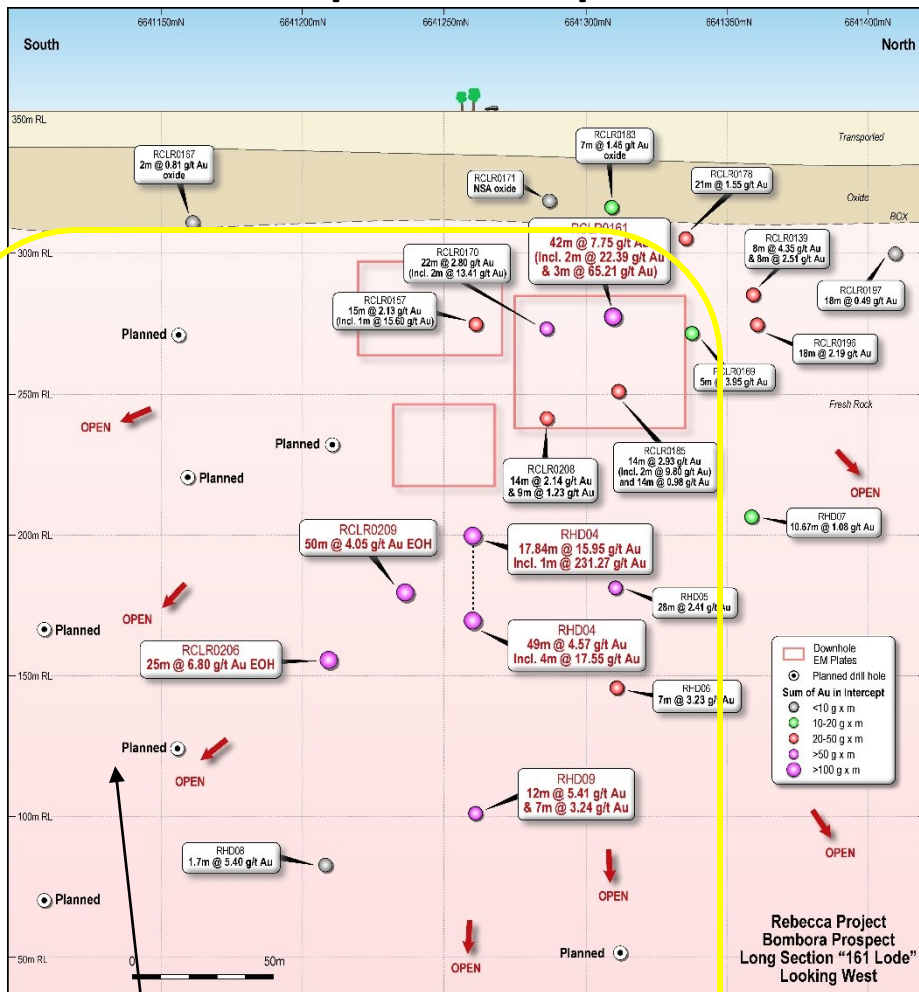 6641150mN
6641200mN
6641250mN
6641300mN
6641350mN
6641400mN
South
North
350m RL
Transported
RCLR0183
7m @ 1.46 g/t Au
oxide
RCLR0167
2m @ 0.81 g/t Au
oxide
RCLR0171
NSA oxide
RCLR0178
21m @ 1.55 g/t Au
Oxide
BOX
RCLR0161
42m @ 7.75 g/t Au
(Incl. 2m @ 22.39 g/t Au
& 3m @ 65.21 g/t Au)
RCLR0139
8m @ 4.35 g/t Au
& 8m @ 2.51 g/t Au
300m RL
RCLR0170
22m @ 2.80 g/t Au
(Incl. 2m @ 13.41 g/t Au)
RCLR0157
15m @ 2.13 g/t Au
(Incl. 1m @ 15.60 g/t Au)
RCLR0197
18m @ 0.49 g/t Au
Planned
RCLR0196
18m @ 2.19 g/t Au
RCLR0169
5m @ 3.95 g/t Au
250m RL
Fresh Rock
OPEN
Planned
RCLR0185
14m @ 2.93 g/t Au
(Incl. 2m @ 9.80 g/t Au)
and 14m @ 0.98 g/t Au
RCLR0208
14m @ 2.14 g/t Au
& 9m @ 1.23 g/t Au
Planned
OPEN
RHD07
10.67m @ 1.08 g/t Au
200m RL
RCLR0209
50m @ 4.05 g/t Au EOH
RHD04
17.84m @ 15.95 g/t Au
Incl. 1m @ 231.27 g/t Au
RHD05
28m @ 2.41 g/t Au
OPEN
Planned
RHD04
49m @ 4.57 g/t Au
Incl. 4m @ 17.55 g/t Au
RCLR0206
25m @ 6.80 g/t Au EOH
150m RL
RHD06
7m @ 3.23 g/t Au
Downhole
EM Plates
Planned drill hole
Sum of Au in Intercept
<10 g x m
10-20 g x m
20-50 g x m
>50 g x m
>100 g x m
Planned
OPEN
RHD09
12m @ 5.41 g/t Au
& 7m @ 3.24 g/t Au
100m RL
RHD08
1.7m @ 5.40 g/t Au
OPEN
OPEN
Planned
Rebecca Project
Bombora Prospect
Long Section "161 Lode"
Looking West
50m RL
0
50m
OPEN
Planned